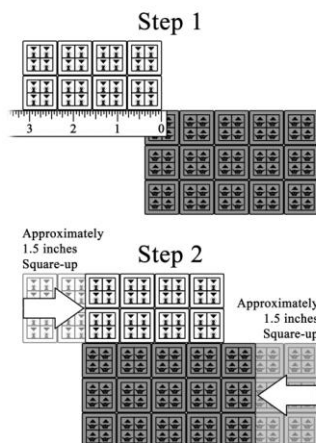 Step 1
3 2 1 0
Approximately
1.5 inches
Square-up
Step 2
Approximately
1.5 inches
Square-up